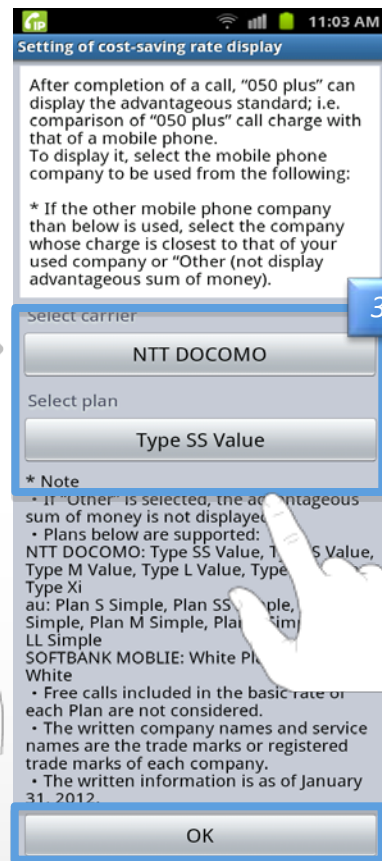 iP
11:03 AM
Setting of cost-saving rate display
After completion of a call, “050 plus” can
display the advantageous standard; i.e.
comparison of “050 plus” call charge with
that of a mobile phone.
To display it, select the mobile phone
company to be used from the following:
* If the other mobile phone company
than below is used, select the company
whose charge is closest to that of your
used company or “Other (not display
advantageous sum of money).
3
Select carrier
NTT DOCOMO
Select plan
Type SS Value
* Note
・If “Other” is selected, the advantageous
sum of money is not displayed
・Plans below are supported:
NTT DOCOMO: Type SS Value, S Value,
Type M Value, Type L Value, Type
Type Xi
au: Plan S Simple, Plan SS
Simple, Plan M Simple,
LL Simple
SOFTBANK MOBLIE: White
White
・Free calls included in the basic rate of
each Plan are not considered.
・The written company names and service
names are the trade marks or registered
trade marks of each company.
・The written information is as of January
31, 2012.
OK